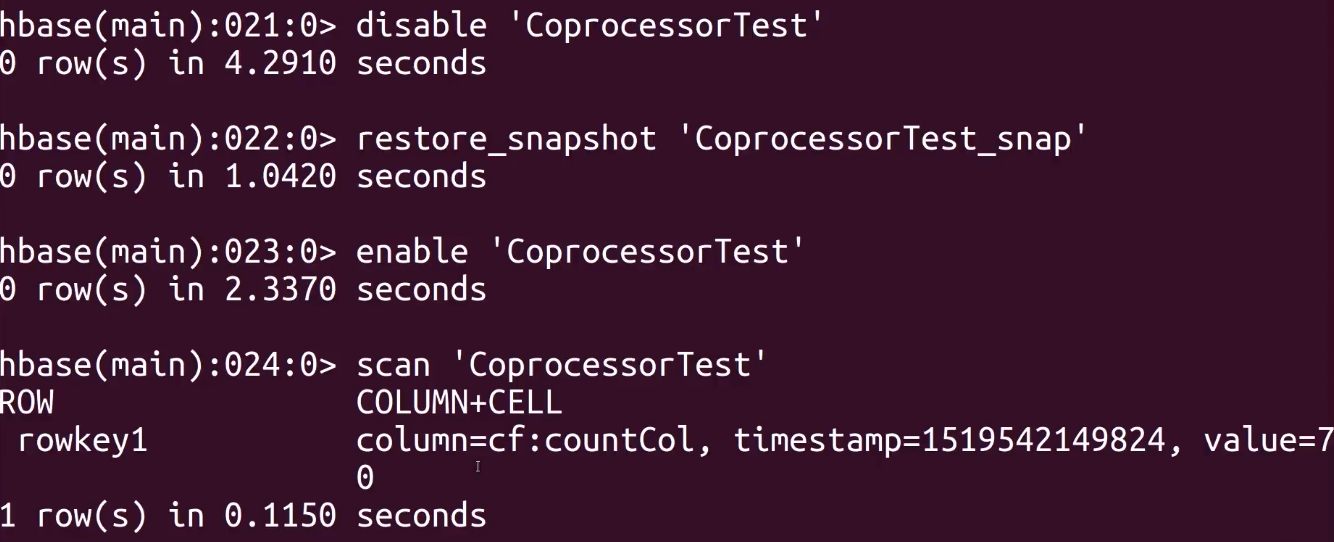 hbase(main):021:0> disable 'CoprocessorTest'
0 row(s) in 4.2910 seconds
hbase(main):022:0> restore_snapshot 'CoprocessorTest_snap'
0 row(s) in 1.0420 seconds
hbase(main):023:0> enable 'CoprocessorTest'
0 row(s) in 2.3370 seconds
hbase(main):024:0> scan 'CoprocessorTest'
ROW COLUMN+CELL
rowkey1 column=cf:countCol, timestamp=1519542149824, value=7
0
1 row(s) in 0.1150 seconds